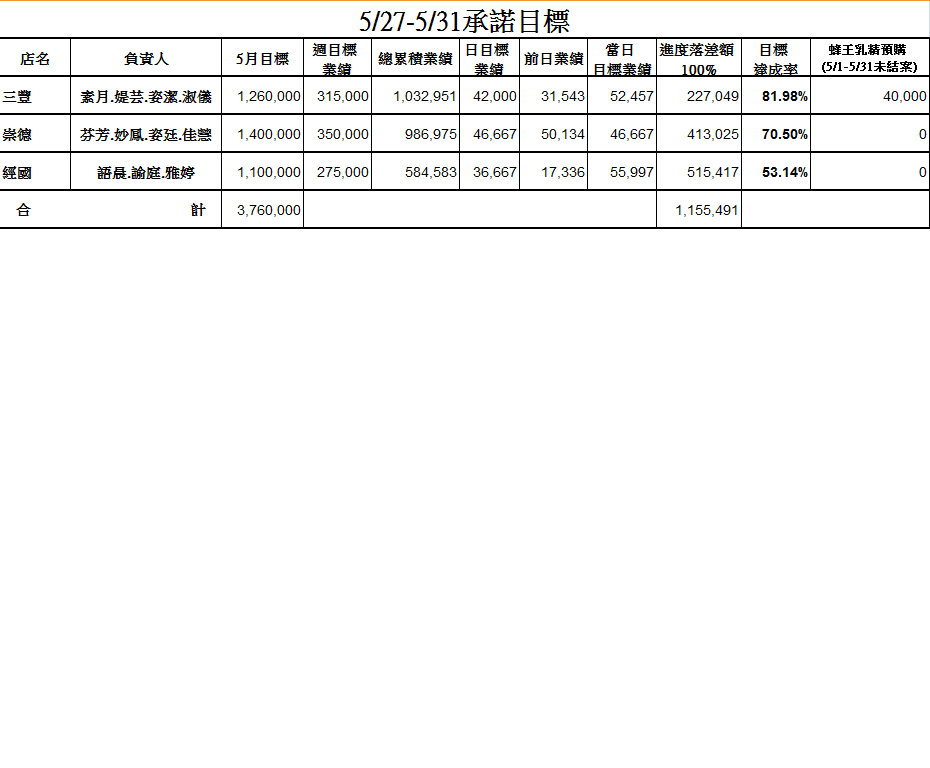 5/27-5/31承諾目標
店名 負責人 5月目標 週目標業績 總累積業績 日目標業績 前日業績 當日目標業績 進度落差額100% 目標達成率 蜂王乳精預購(5/1-5/31未結案)
三豐 素月.媞芸.姿潔.淑儀 1,260,000 315,000 1,032,951 42,000 31,543 52,457 227,049 81.98% 40,000
崇德 芬芳.妙鳳.姿廷.佳慧 1,400,000 350,000 986,975 46,667 50,134 46,667 413,025 70.50% 0
經國 語晨.諭庭.雅婷 1,100,000 275,000 584,583 36,667 17,336 55,997 515,417 53.14% 0
合計 3,760,000 1,155,491